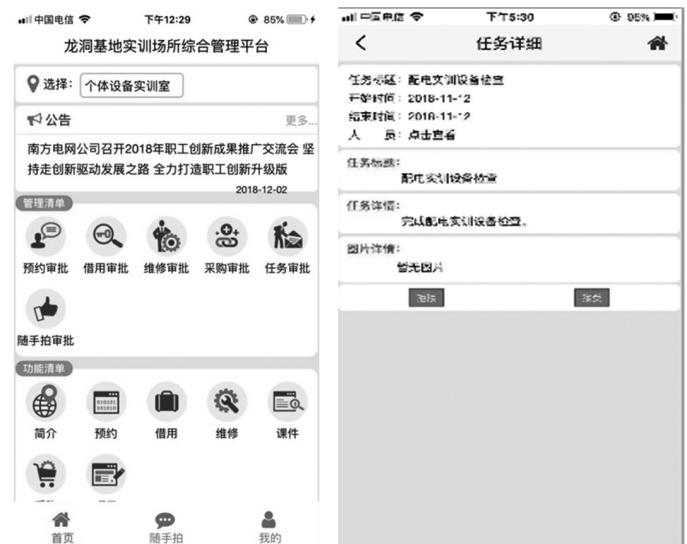 中国电信
下午12:29
85%
龙洞基地实训场所综合管理平台
选择: 个体设备实训室
公告
更多...
南方电网公司召开2018年职工创新成果推广交流会 坚
持走创新驱动发展之路 全力打造职工创新升级版
2018-12-02
管理清单
预约审批 借用审批 维修审批 采购审批 任务审批
随手拍审批
功能清单
简介 预约 借用 维修 课件
首页 随手拍 我的
中国电信
下午5:30
95%
任务详细
任务标题: 配电实训设备检查
开始时间: 2018-11-12
结束时间: 2018-11-12
人 员: 点击查看
任务标题:
配电实训设备检查
任务详情:
完成配电实训设备检查。
图片详情:
暂无图片